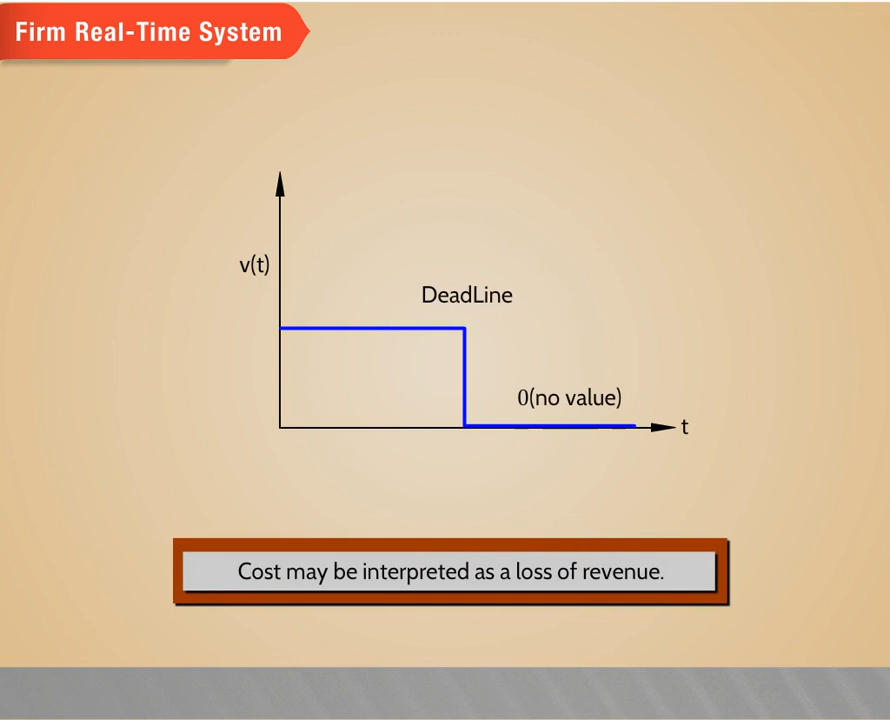 Firm Real-Time System
v(t)
DeadLine
0(no value)
t
Cost may be interpreted as a loss of revenue.